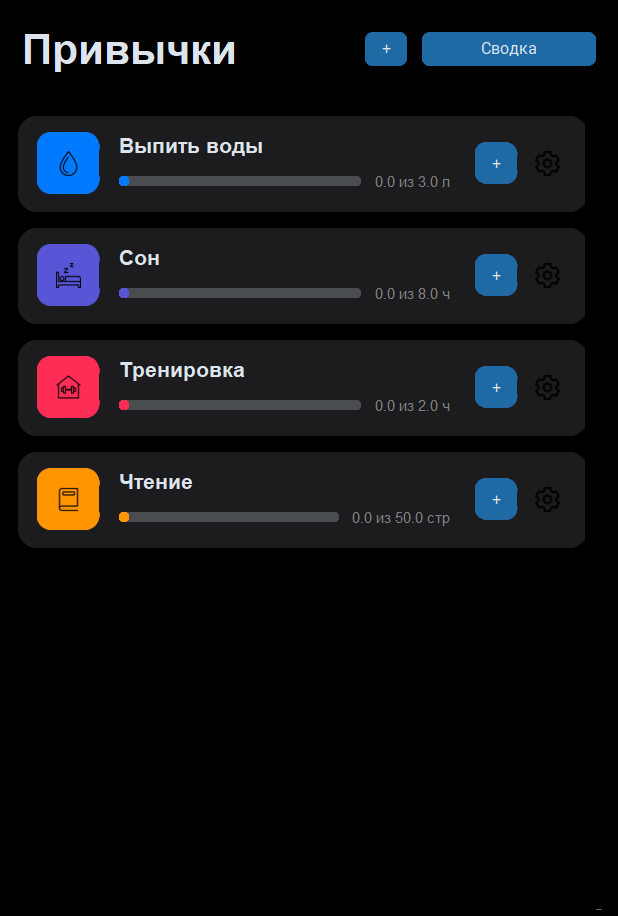 Привычки
+
Сводка
Выпить воды
0.0 из 3.0 л
+
Сон
z z
0.0 из 8.0 ч
+
Тренировка
0.0 из 2.0 ч
+
Чтение
0.0 из 50.0 стр
+